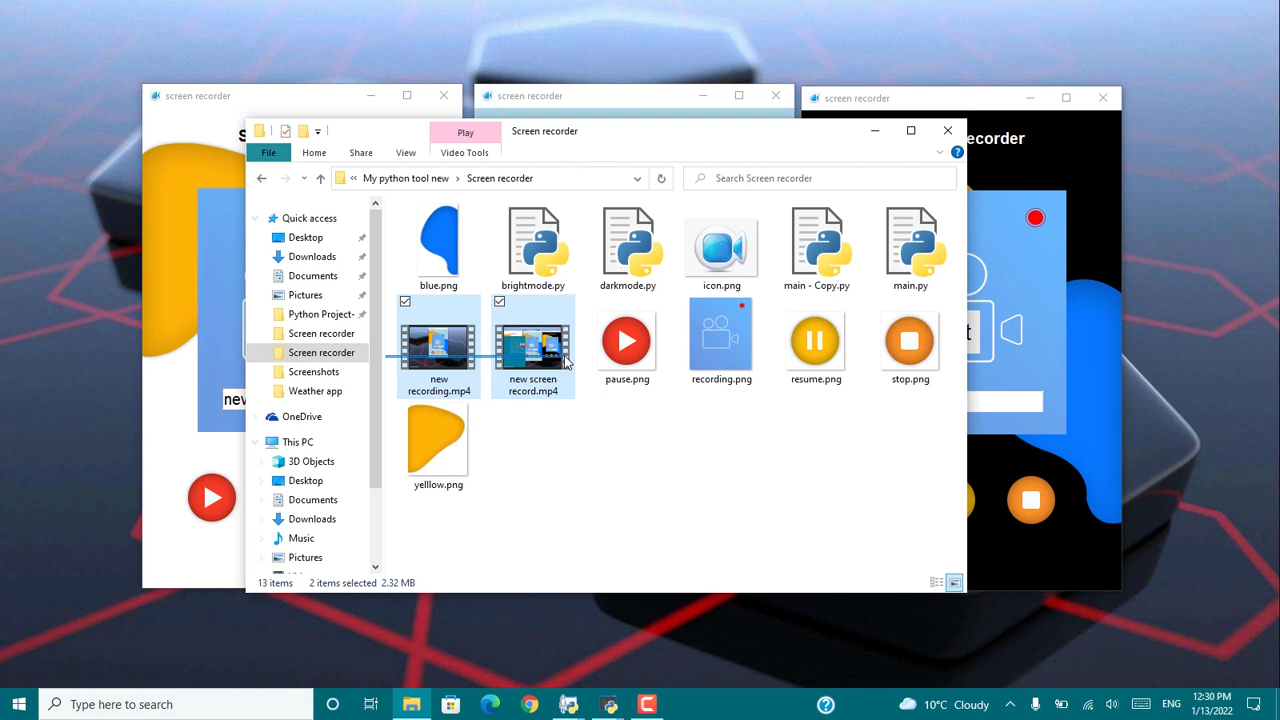 screen recorder
screen recorder
screen recorder
S
ecorder
Play
Screen recorder
File
Home
Share
View
Video Tools
My python tool new
Screen recorder
Search Screen recorder
Quick access
Desktop
Downloads
Documents
Pictures
Python Project-
Screen recorder
Screen recorder
Screenshots
Weather app
OneDrive
This PC
3D Objects
Desktop
Documents
Downloads
Music
Pictures
blue.png
brightmode.py
darkmode.py
icon.png
main - Copy.py
main.py
new
recording.mp4
new screen
record.mp4
pause.png
recording.png
resume.png
stop.png
yelllow.png
new
t
13 items
2 items selected 2.32 MB
Type here to search
10°C Cloudy
ENG
12:30 PM
1/13/2022